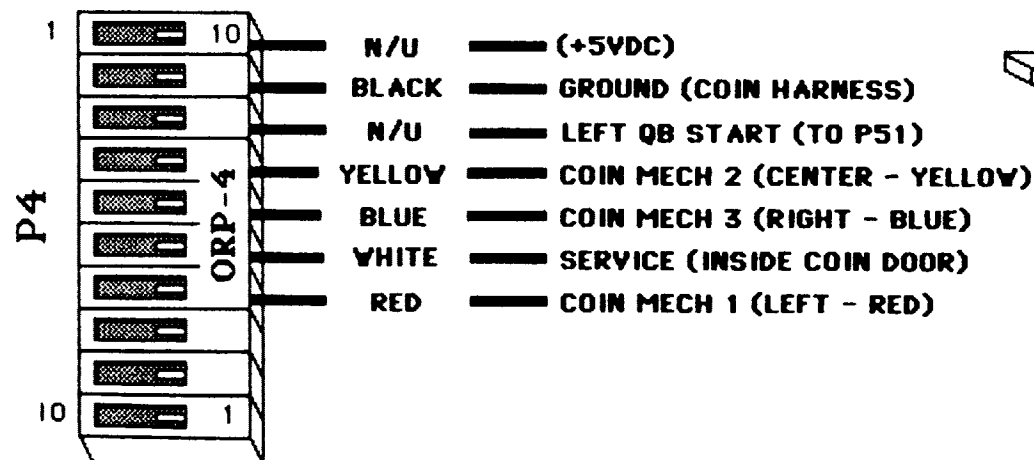 1 10 N/U (+5VDC)
BLACK GROUND (COIN HARNESS)
N/U LEFT QB START (TO P51)
YELLOW COIN MECH 2 (CENTER - YELLOW)
BLUE COIN MECH 3 (RIGHT - BLUE)
WHITE SERVICE (INSIDE COIN DOOR)
RED COIN MECH 1 (LEFT - RED)
P4
ORP-4
10 1